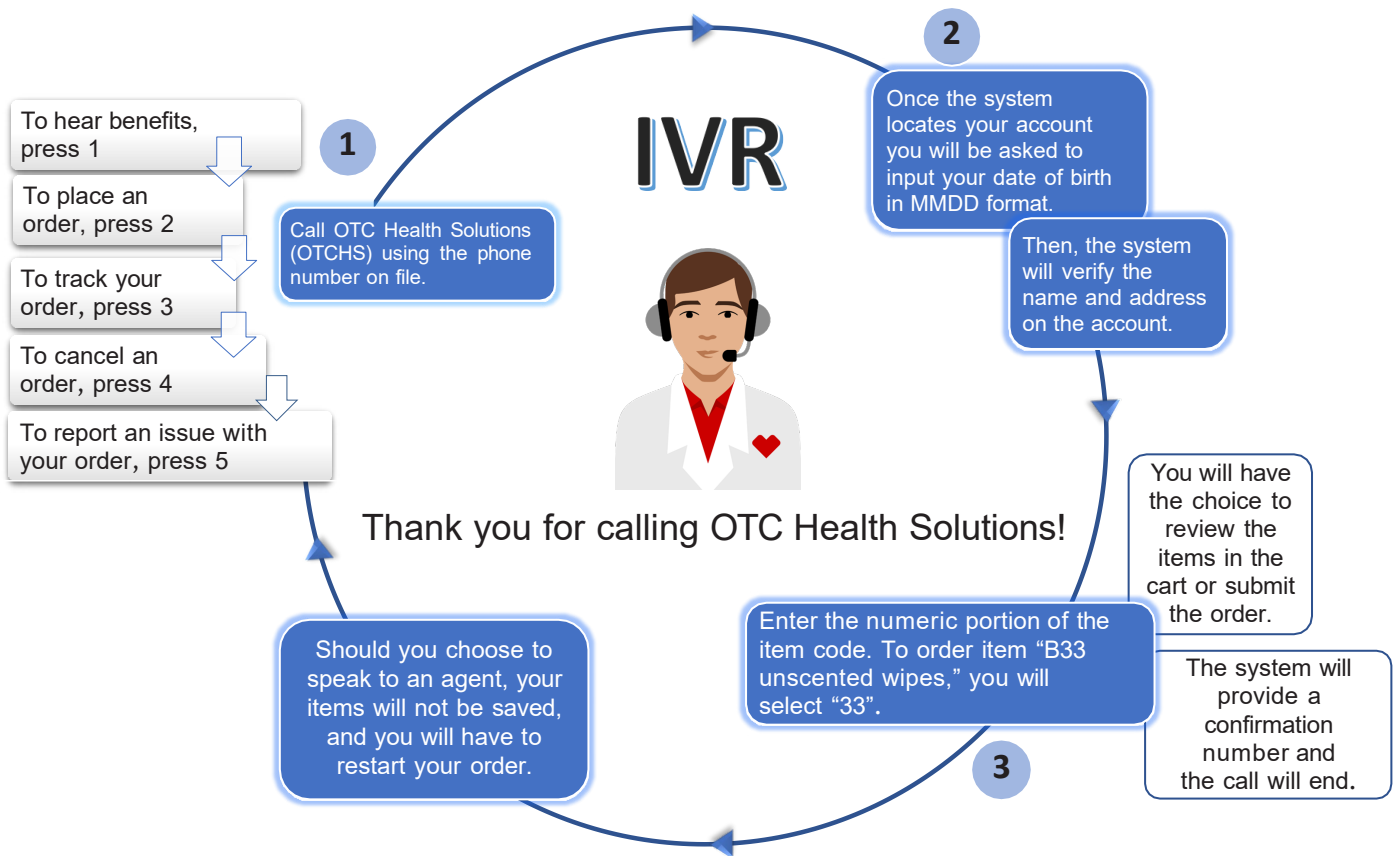 IVR
1
Call OTC Health Solutions
(OTCHS) using the phone
number on file.
To hear benefits,
press 1
To place an
order, press 2
To track your
order, press 3
To cancel an
order, press 4
To report an issue with
your order, press 5
2
Once the system
locates your account
you will be asked to
input your date of birth
in MMDD format.
Then, the system
will verify the
name and address
on the account.
Thank you for calling OTC Health Solutions!
3
Enter the numeric portion of the
item code. To order item “B33
unscented wipes,” you will
select “33”.
You will have
the choice to
review the
items in the
cart or submit
the order.
The system will
provide a
confirmation
number and
the call will end.
Should you choose to
speak to an agent, your
items will not be saved,
and you will have to
restart your order.